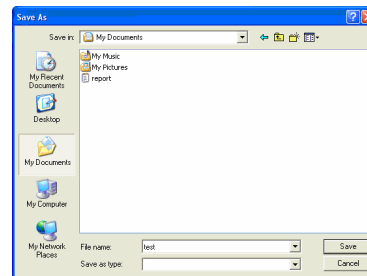 Save As
Save in: My Documents
My Music
My Pictures
report
My Recent
Documents
Desktop
My Documents
My Computer
My Network
Places
File name: test
Save
Save as type:
Cancel